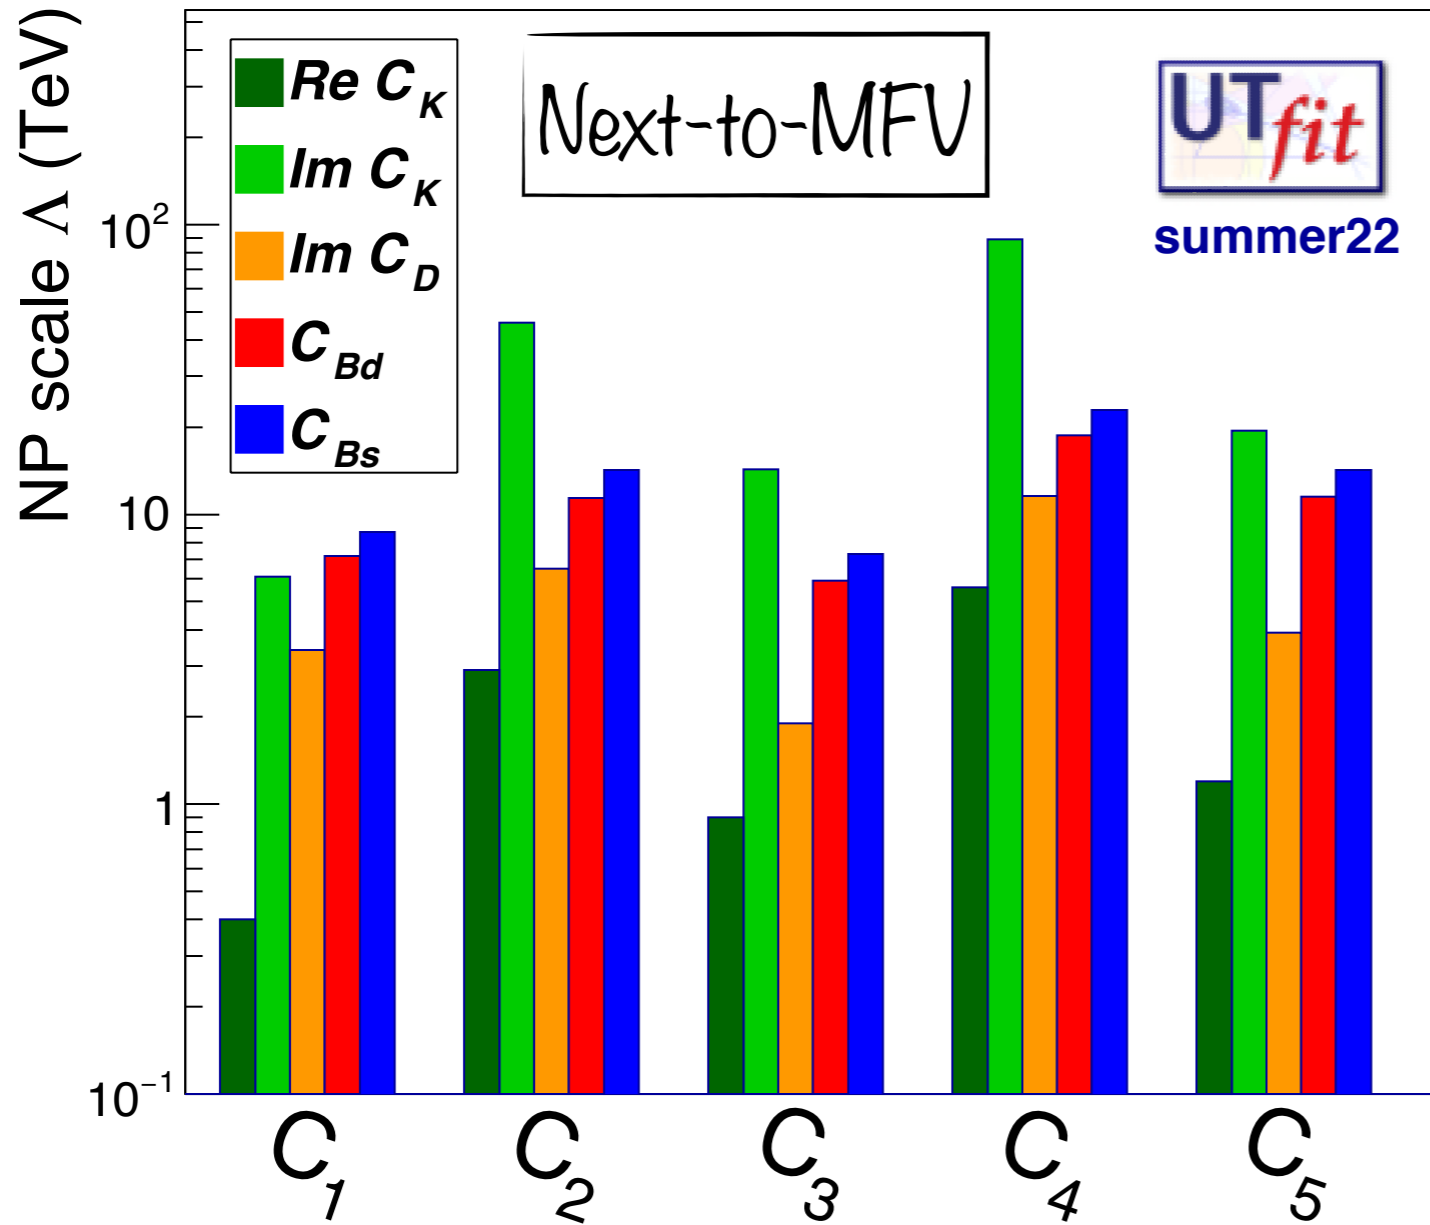 NP scale Λ (TeV)
Re C_K
Im C_K
Im C_D
C_Bd
C_Bs
Next-to-MFV
UTfit
summer22
10²
10
1
10⁻¹
C₁ C₂ C₃ C₄ C₅